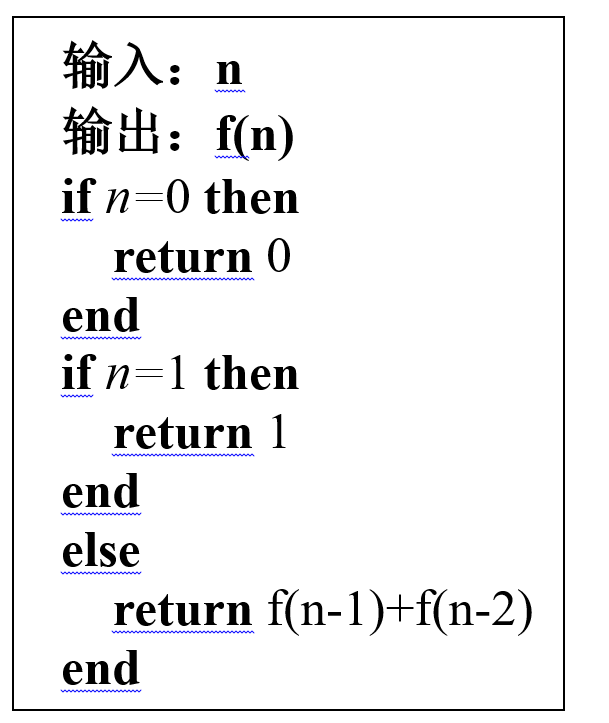 输入：n
输出：f(n)
if n=0 then
return 0
end
if n=1 then
return 1
end
else
return f(n-1)+f(n-2)
end